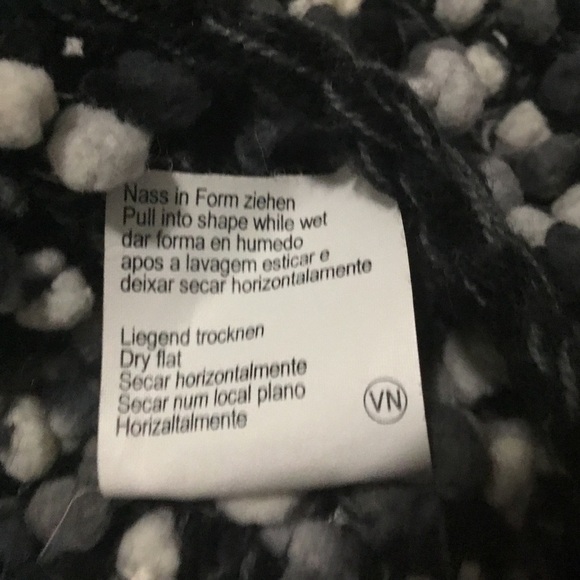 Nass in Form ziehen
Pull into shape while wet
dar forma en humedo
apos a lavagem esticar e
deixar secar horizontalamente
Liegend trocknen
Dry flat
Secar horizontalmente
Secar num local plano
Horizaltalmente
VN